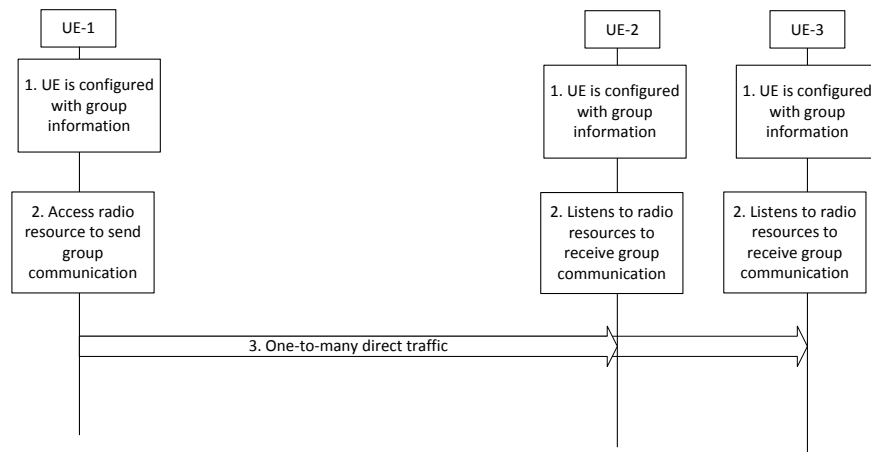 UE-1
UE-2
UE-3
1. UE is configured
with group
information
1. UE is configured
with group
information
1. UE is configured
with group
information
2. Access radio
resource to send
group
communication
2. Listens to radio
resources to
receive group
communication
2. Listens to radio
resources to
receive group
communication
3. One-to-many direct traffic